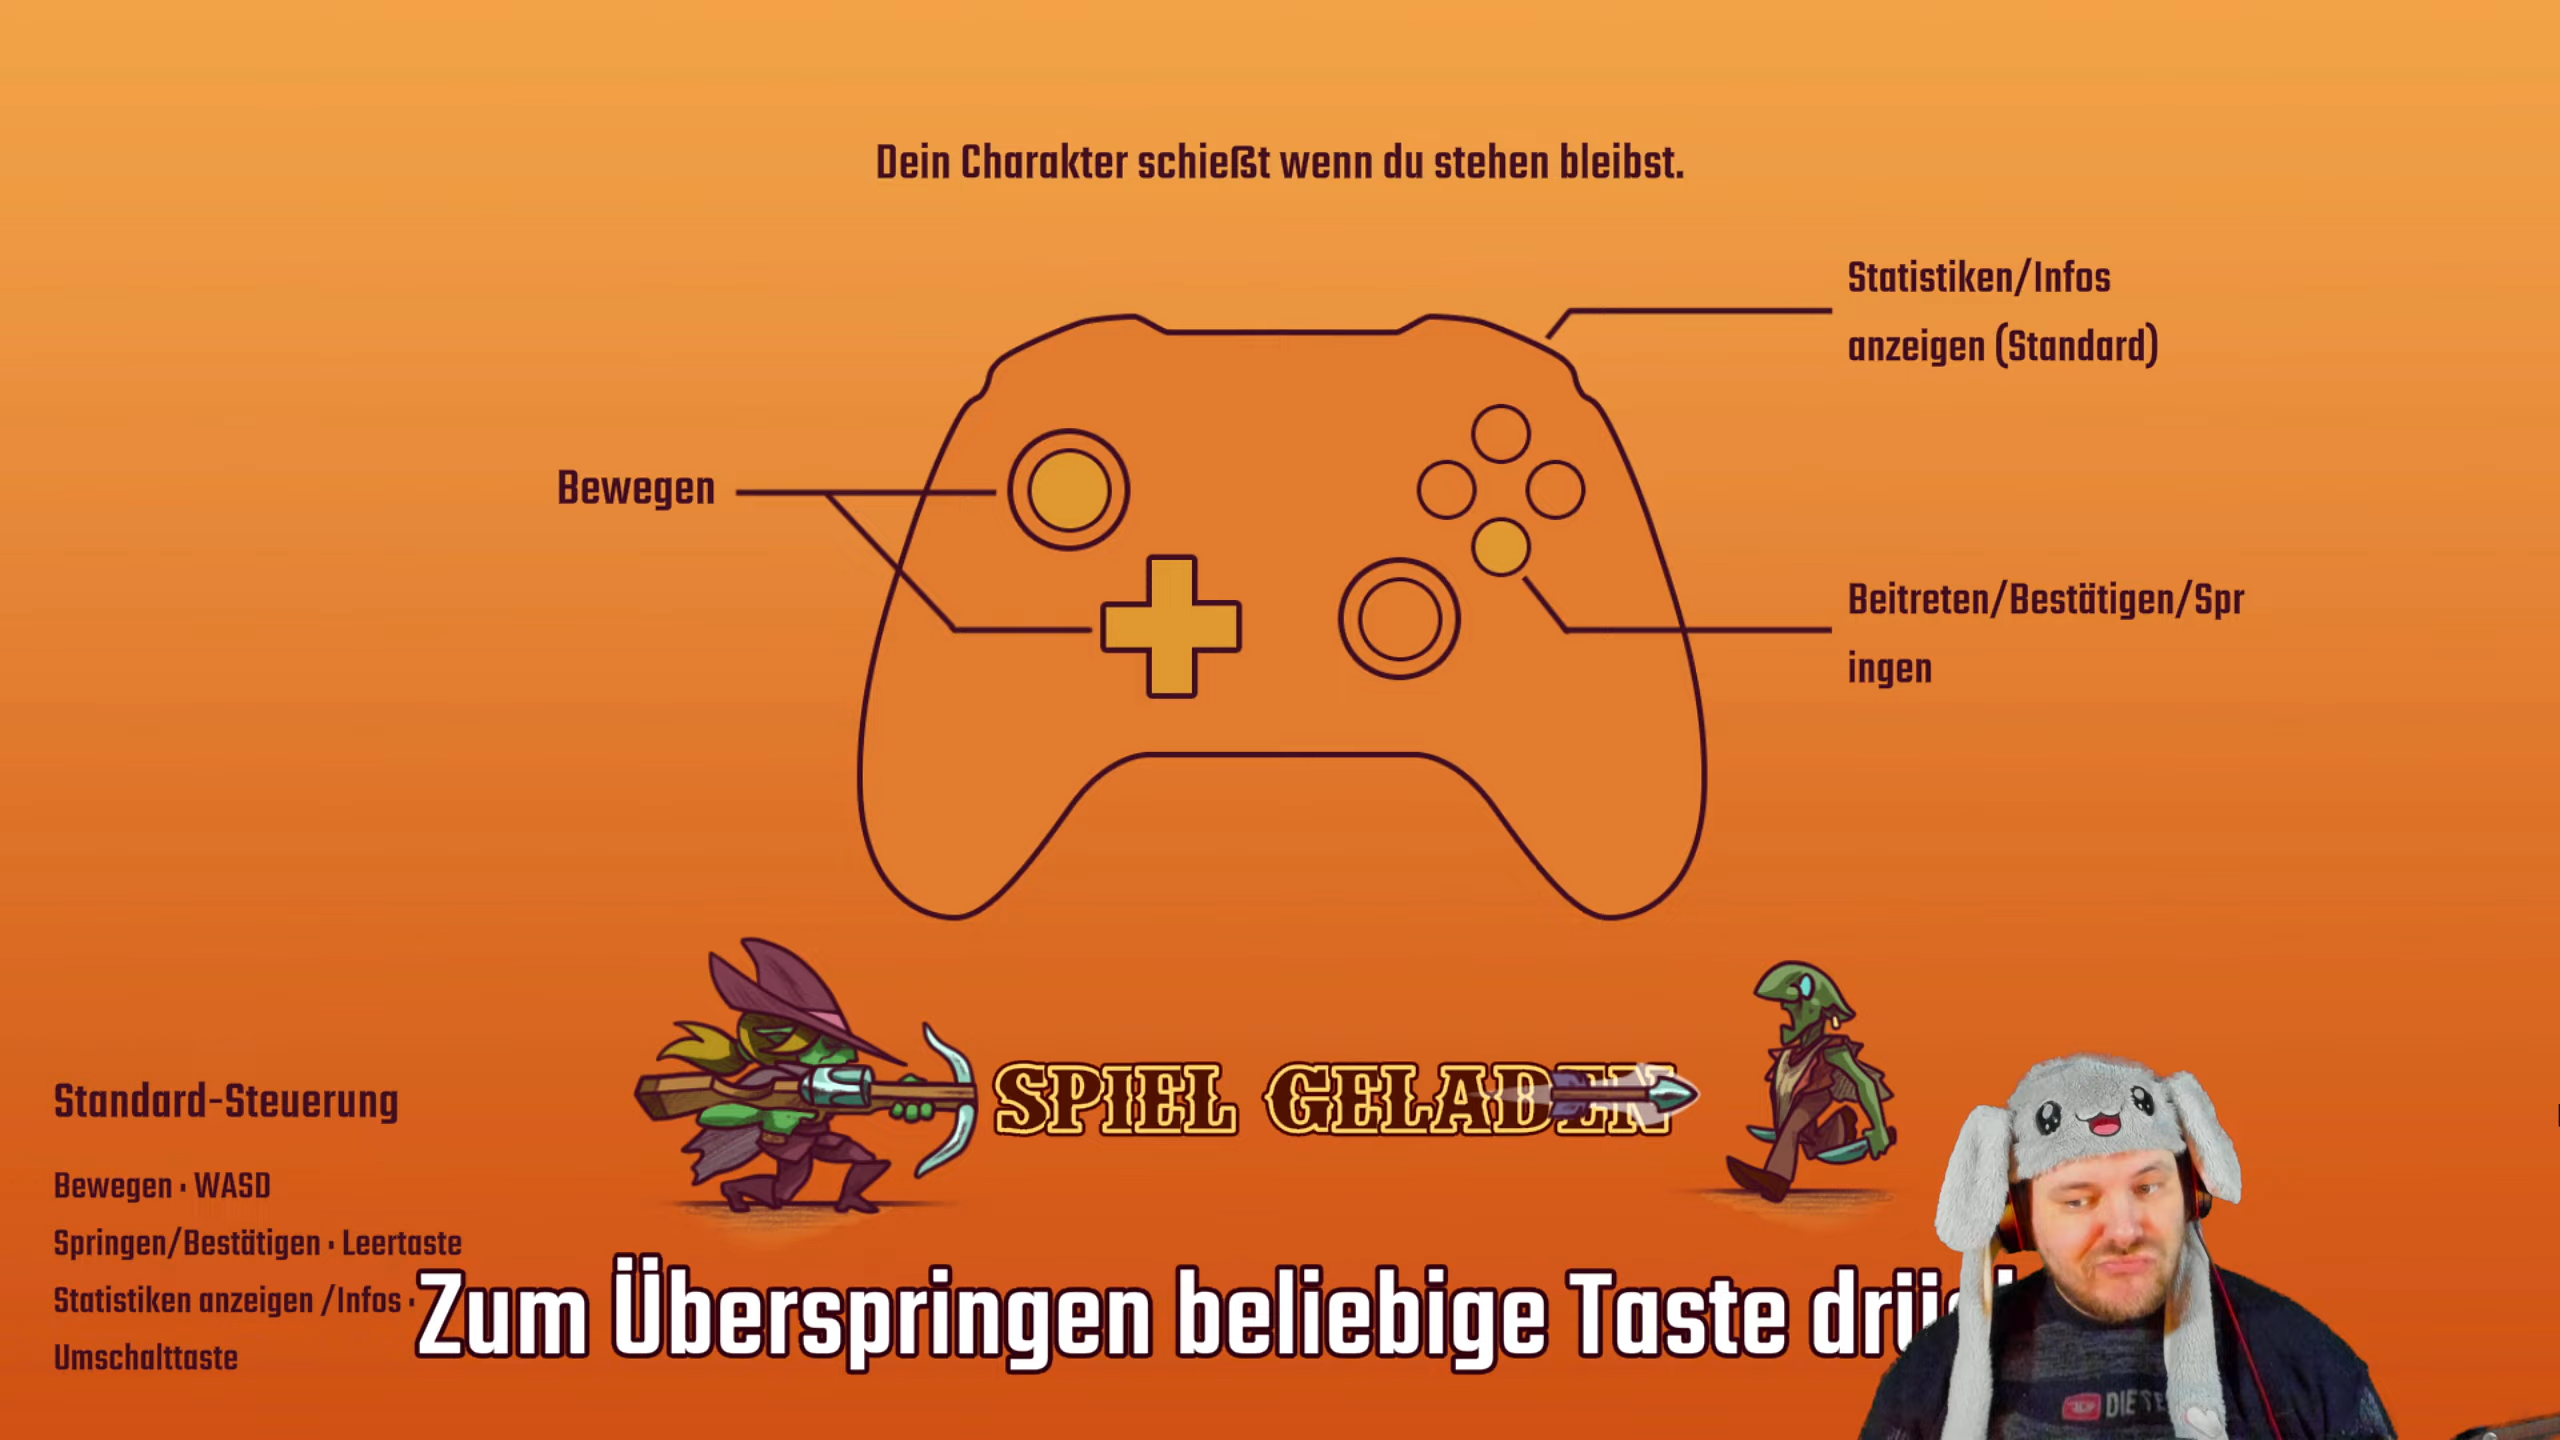 Dein Charakter schießt wenn du stehen bleibst.
Statistiken/Infos
anzeigen (Standard)
Bewegen
Beitreten/Bestätigen/Spr
ingen
SPIEL GELADEN
Standard-Steuerung
Bewegen · WASD
Springen/Bestätigen · Leertaste
Statistiken anzeigen /Infos ·
Umschalttaste
Zum Überspringen beliebige Taste